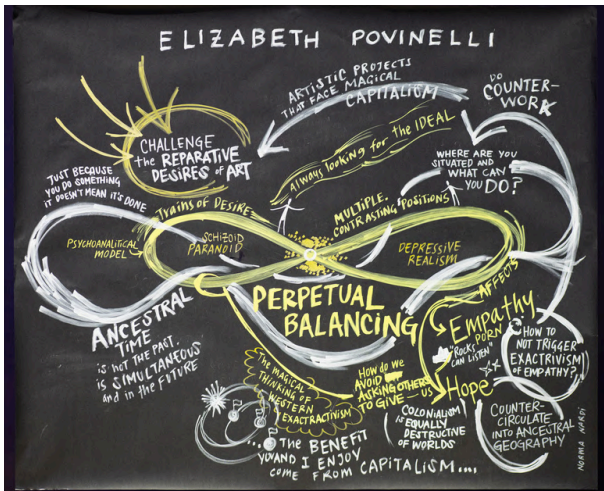 ELIZABETH POVINELLI
ARTISTIC PROJECTS
THAT FACE MAGICAL
CAPITALISM
DO
COUNTER-
WORK
CHALLENGE
the REPARATIVE
DESIRES of ART
Always looking for the IDEAL
WHERE ARE YOU
SITUATED AND
WHAT CAN
YOU DO?
JUST BECAUSE
YOU DO SOMETHING
IT DOESN'T MEAN IT'S DONE
Trains of DESIRE
MULTIPLE
CONTRASTING POSITIONS
PSYCHOANALITICAL
MODEL
SCHIZOID
PARANOID
DEPRESSIVE
REALISM
AFFECTS
PERPETUAL
BALANCING
ANCESTRAL
TIME
is not THE PAST,
is SIMULTANEOUS
and in the FUTURE
Empathy
PORN
"ROCKS
CAN LISTEN"
HOW TO
NOT TRIGGER
EXACTRIVISM
OF EMPATHY?
The MAGICAL
THINKING OF
WESTERN
EXACTRACTIVISM
How do we
AVOID
ASKING OTHERS
TO GIVE — US
Hope
COLONIALISM
is EQUALLY
DESTRUCTIVE
OF WORLDS
COUNTER-
CIRCULATE
INTO ANCESTRAL
GEOGRAPHY
... THE BENEFIT
YOU AND I ENJOY
COME FROM CAPITALISM...
NORMA NARDI